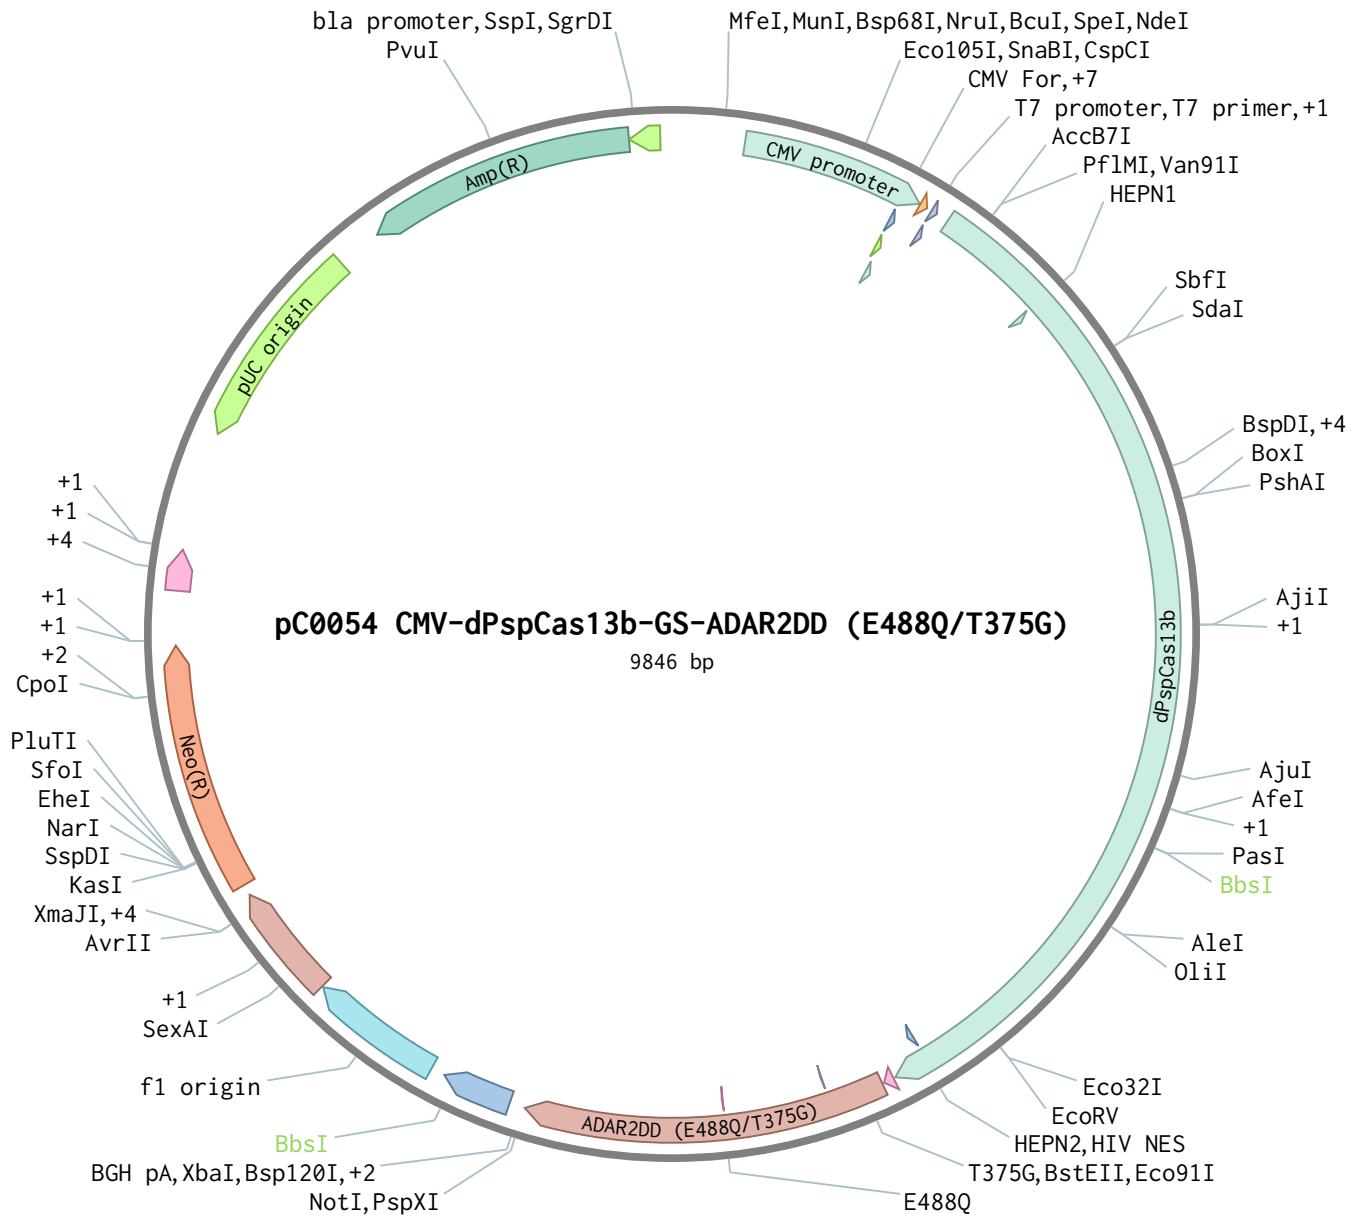 bla promoter,SspI,SgrDI
PvuI
MfeI,MunI,Bsp68I,NruI,BcuI,SpeI,NdeI
Eco105I,SnaBI,CspCI
CMV For,+7
T7 promoter,T7 primer,+1
AccB7I
PflMI,Van91I
HEPN1
SbfI
SdaI
BspDI,+4
BoxI
PshAI
AjiI
+1
AjuI
AfeI
+1
PasI
BbsI
AleI
OliI
Eco32I
EcoRV
HEPN2,HIV NES
T375G,BstEII,Eco91I
E488Q
NotI,PspXI
BGH pA,XbaI,Bsp120I,+2
BbsI
f1 origin
SexAI
+1
AvrII
XmaJI,+4
KasI
SspDI
NarI
EheI
SfoI
PluTI
CpoI
+2
+1
+1
+4
+1
+1
CMV promoter
dPspCas13b
ADAR2DD (E488Q/T375G)
Neo(R)
pUC origin
Amp(R)
pC0054 CMV-dPspCas13b-GS-ADAR2DD (E488Q/T375G)
9846 bp